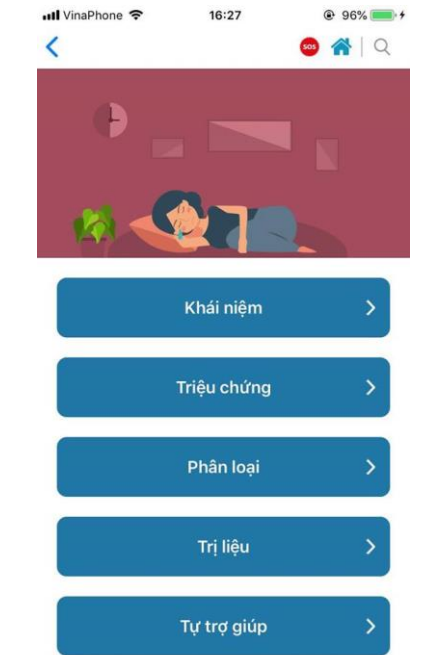 VinaPhone 16:27 96%
SOS
Khái niệm
Triệu chứng
Phân loại
Trị liệu
Tự trợ giúp